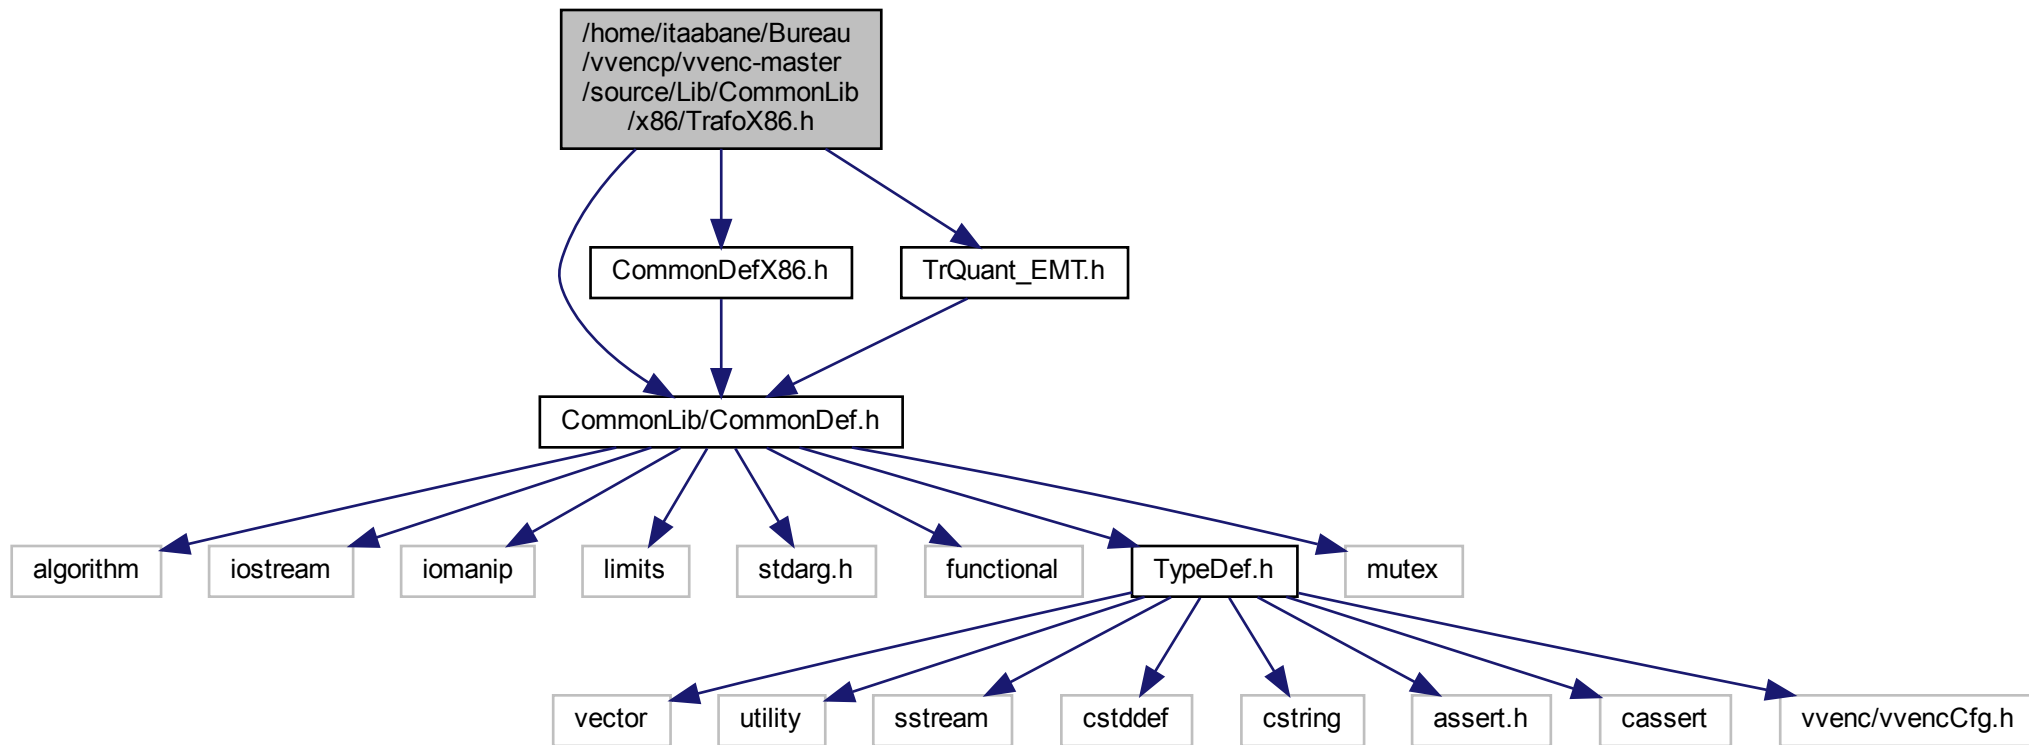 /home/itaabane/Bureau
/vvencp/vvenc-master
/source/Lib/CommonLib
/x86/TrafoX86.h
CommonDefX86.h
TrQuant_EMT.h
CommonLib/CommonDef.h
algorithm
iostream
iomanip
limits
stdarg.h
functional
TypeDef.h
mutex
vector
utility
sstream
cstddef
cstring
assert.h
cassert
vvenc/vvencCfg.h